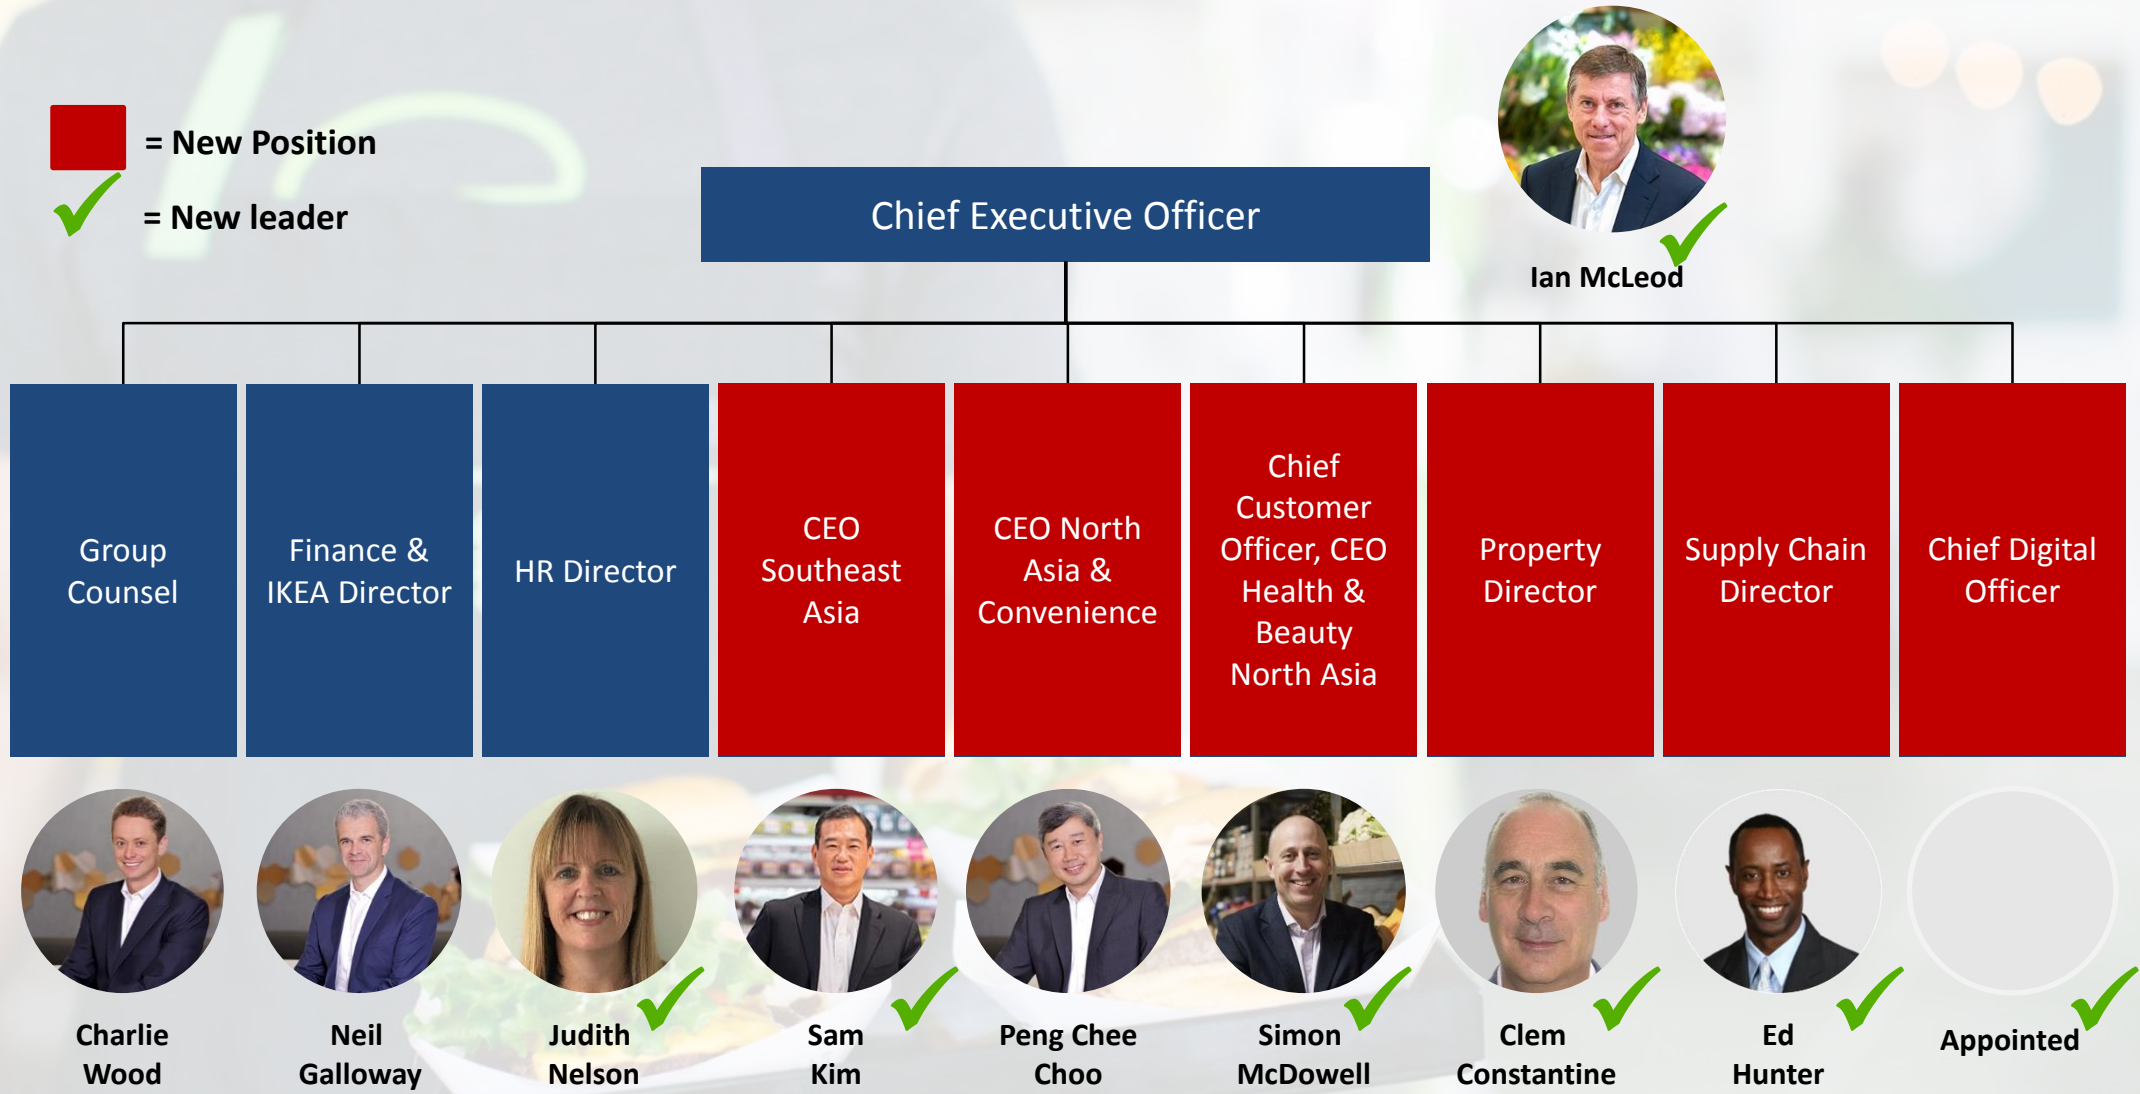 = New Position
= New leader
Chief Executive Officer
Ian McLeod
Group
Counsel
Finance &
IKEA Director
HR Director
CEO
Southeast
Asia
CEO North
Asia &
Convenience
Chief
Customer
Officer, CEO
Health &
Beauty
North Asia
Property
Director
Supply Chain
Director
Chief Digital
Officer
Charlie
Wood
Neil
Galloway
Judith
Nelson
Sam
Kim
Peng Chee
Choo
Simon
McDowell
Clem
Constantine
Ed
Hunter
Appointed